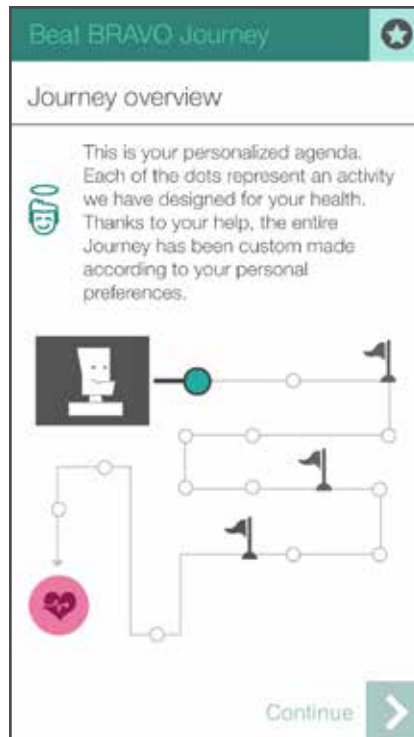 Beat BRAVO Journey
Journey overview
This is your personalized agenda.
Each of the dots represent an activity
we have designed for your health.
Thanks to your help, the entire
Journey has been custom made
according to your personal
preferences.
Continue